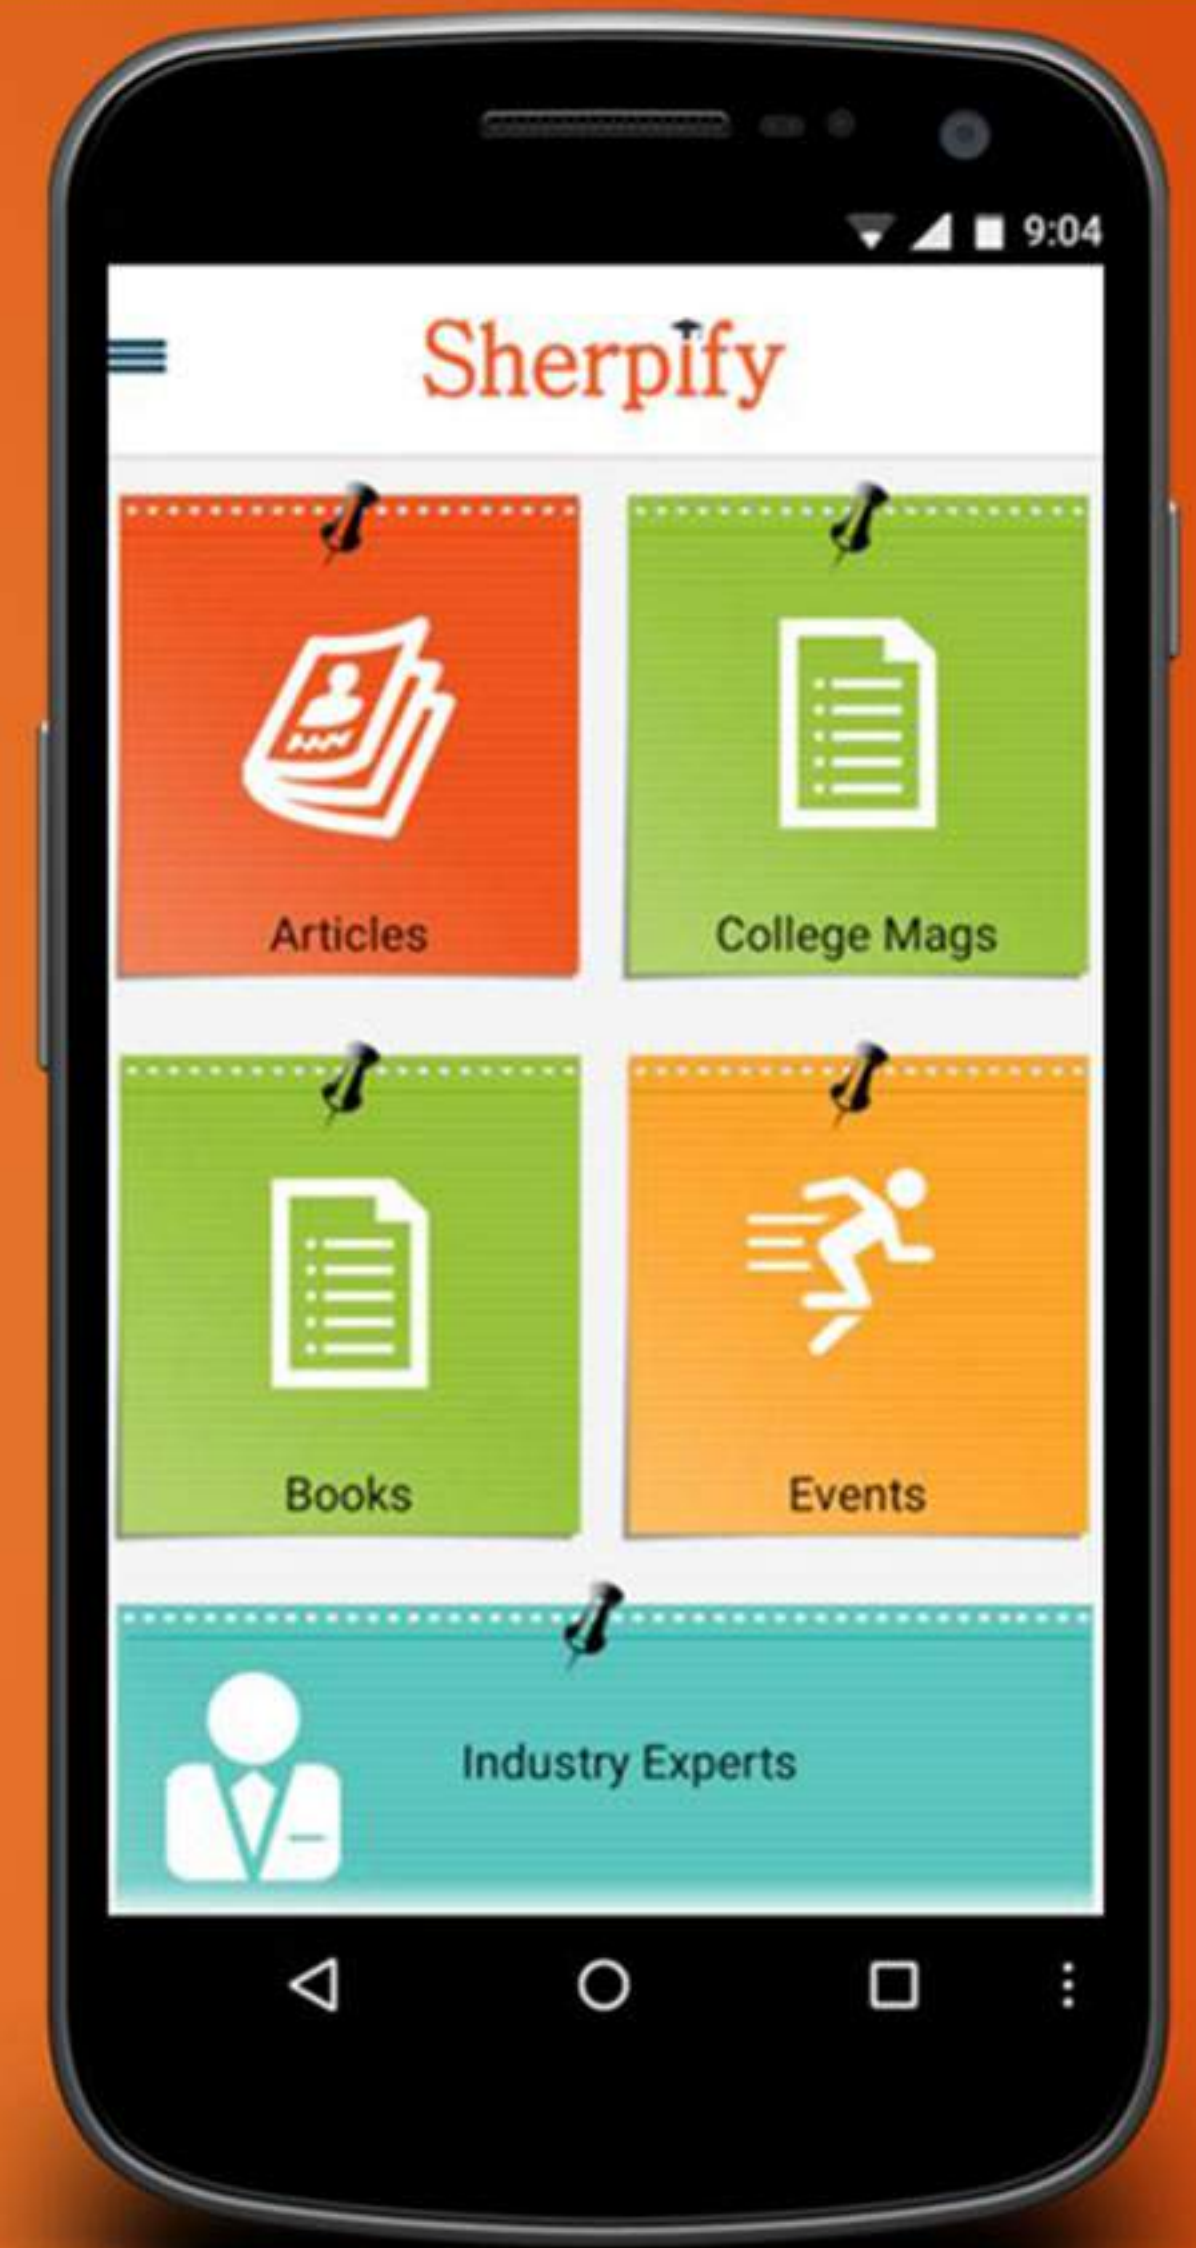 9:04
Sherpify
Articles
College Mags
Books
Events
Industry Experts